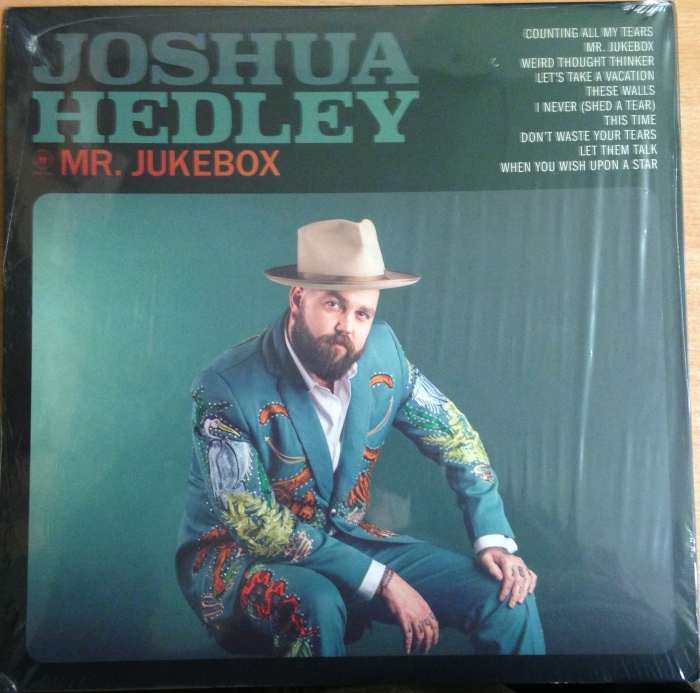 JOSHUA
HEDLEY
MR. JUKEBOX
COUNTING ALL MY TEARS
MR. JUKEBOX
WEIRD THOUGHT THINKER
LET'S TAKE A VACATION
THESE WALLS
I NEVER (SHED A TEAR)
THIS TIME
DON'T WASTE YOUR TEARS
LET THEM TALK
WHEN YOU WISH UPON A STAR